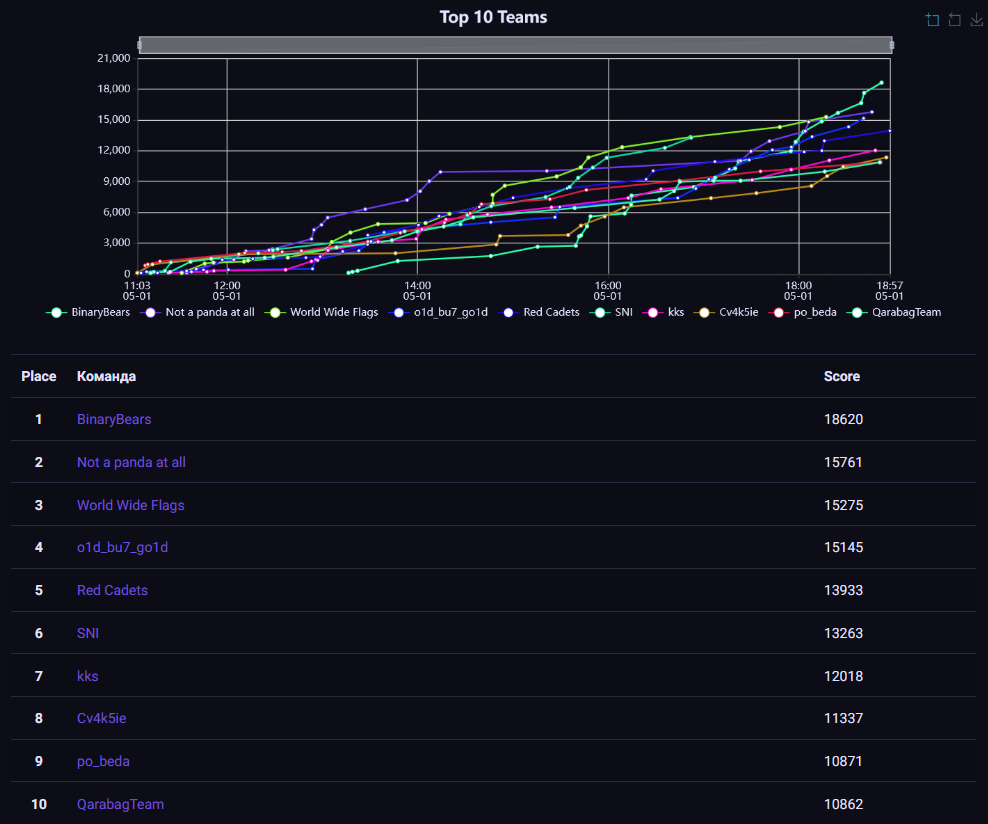 Top 10 Teams
21,000
18,000
15,000
12,000
9,000
6,000
3,000
0
11:03 12:00 14:00 16:00 18:00 18:57
05-01 05-01 05-01 05-01 05-01 05-01
BinaryBears Not a panda at all World Wide Flags o1d_bu7_go1d Red Cadets SNI kks Cv4k5ie po_beda QarabagTeam
Place Команда Score
1 BinaryBears 18620
2 Not a panda at all 15761
3 World Wide Flags 15275
4 o1d_bu7_go1d 15145
5 Red Cadets 13933
6 SNI 13263
7 kks 12018
8 Cv4k5ie 11337
9 po_beda 10871
10 QarabagTeam 10862